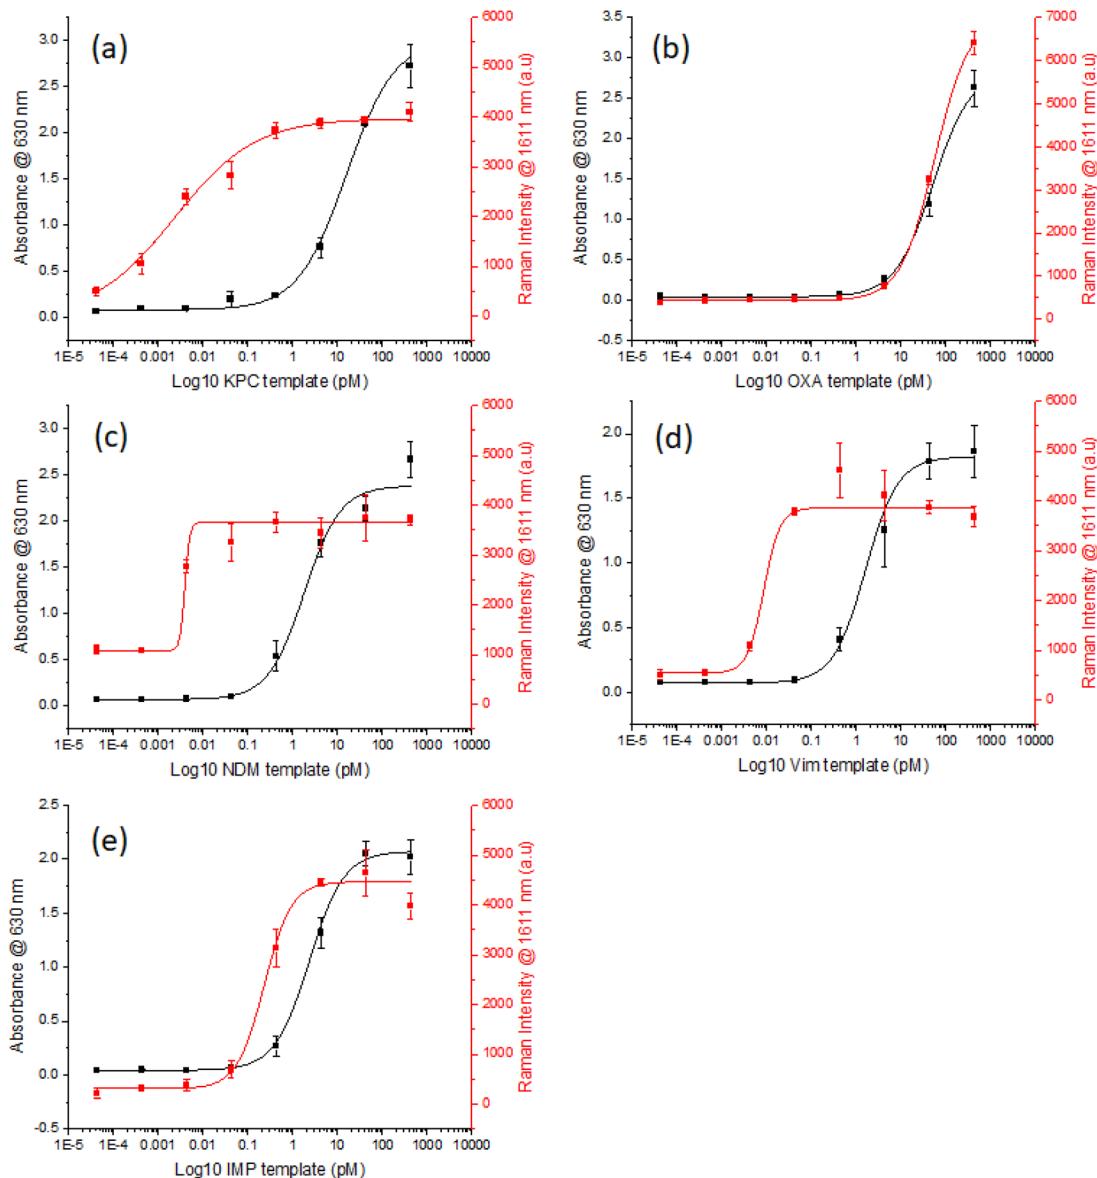 (a)
Absorbance @ 630 nm
3.0
2.5
2.0
1.5
1.0
0.5
0.0
6000
5000
4000
3000
2000
1000
0
Raman Intensity @ 1611 nm (a.u)
1E-5 1E-4 0.001 0.01 0.1 1 10 100 1000 10000
Log10 KPC template (pM)
(b)
Absorbance @ 630 nm
3.5
3.0
2.5
2.0
1.5
1.0
0.5
0.0
-0.5
7000
6000
5000
4000
3000
2000
1000
0
Raman Intensity @ 1611 nm (a.u)
1E-5 1E-4 0.001 0.01 0.1 1 10 100 1000 10000
Log10 OXA template (pM)
(c)
Absorbance @ 630 nm
3.0
2.5
2.0
1.5
1.0
0.5
0.0
6000
5000
4000
3000
2000
1000
0
Raman Intensity @ 1611 nm (a.u)
1E-5 1E-4 0.001 0.01 0.1 1 10 100 1000 10000
Log10 NDM template (pM)
(d)
Absorbance @ 630 nm
2.0
1.5
1.0
0.5
0.0
6000
5000
4000
3000
2000
1000
0
Raman Intensity @ 1611 nm (a.u)
1E-5 1E-4 0.001 0.01 0.1 1 10 100 1000 10000
Log10 Vim template (pM)
(e)
Absorbance @ 630 nm
2.5
2.0
1.5
1.0
0.5
0.0
-0.5
6000
5000
4000
3000
2000
1000
0
Raman Intensity @ 1611 nm (a.u)
1E-5 1E-4 0.001 0.01 0.1 1 10 100 1000 10000
Log10 IMP template (pM)